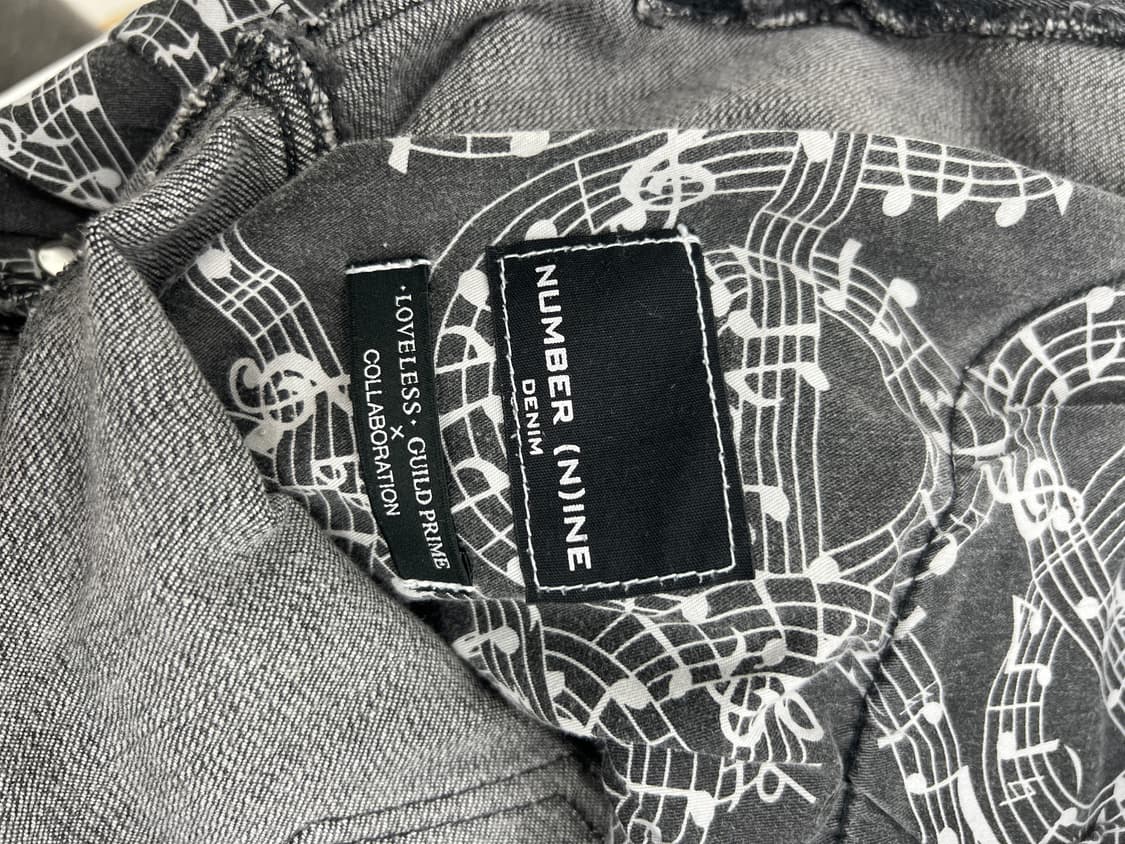 NUMBER (N)INE
DENIM
·LOVELESS· GUILD PRIME
×
COLLABORATION